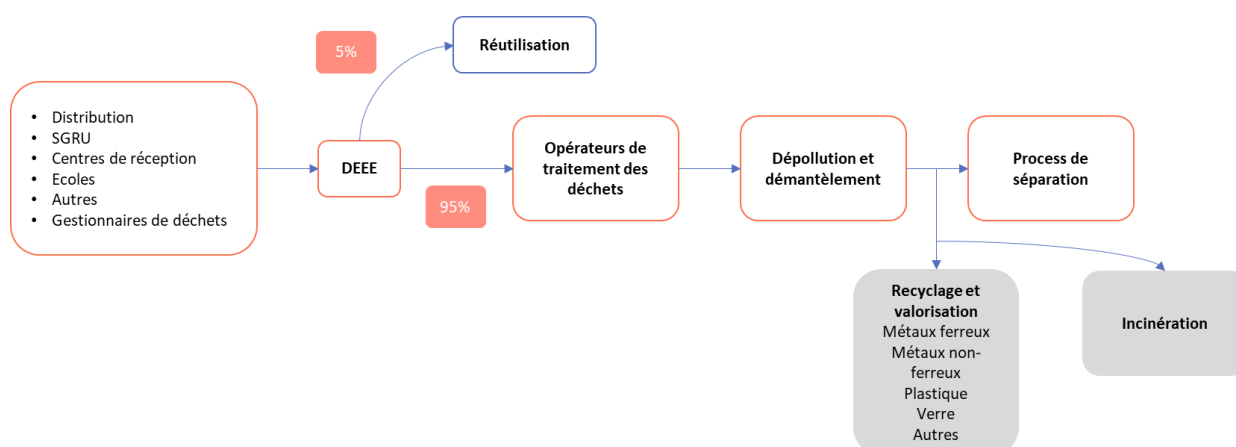 5%
Réutilisation
• Distribution
• SGRU
• Centres de réception
• Ecoles
• Autres
• Gestionnaires de déchets
DEEE
95%
Opérateurs de
traitement des
déchets
Dépollution et
démantèlement
Process de
séparation
Recyclage et
valorisation
Métaux ferreux
Métaux non-
ferreux
Plastique
Verre
Autres
Incinération